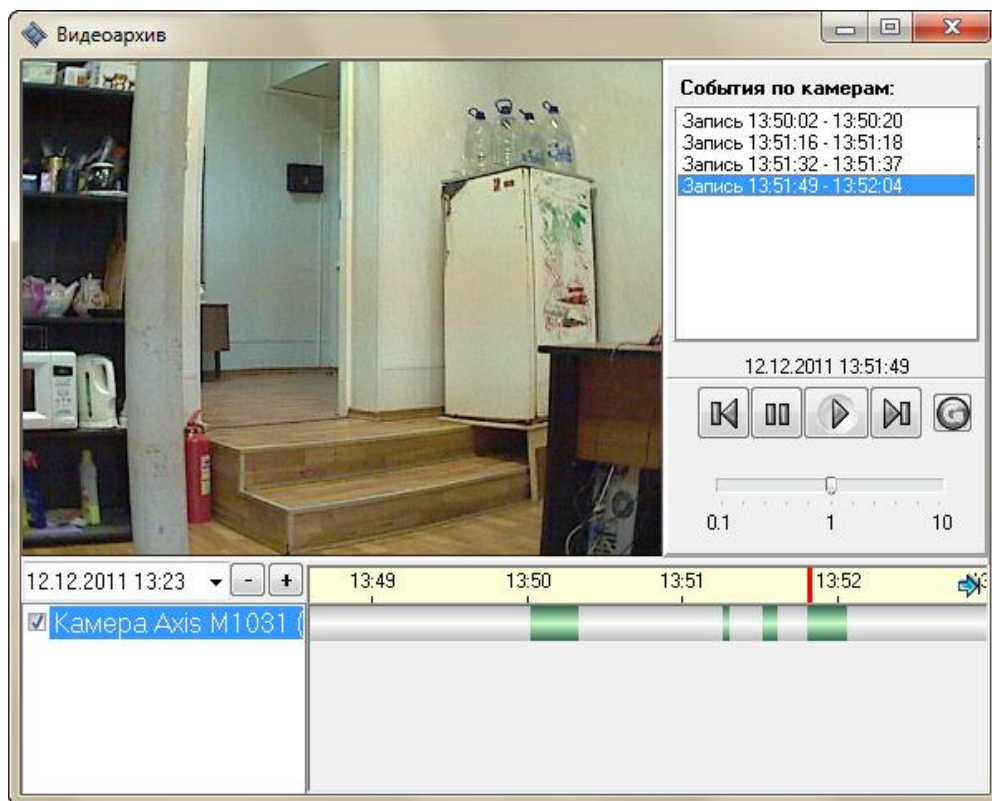 Видеоархив
События по камерам:
Запись 13:50:02 - 13:50:20
Запись 13:51:16 - 13:51:18
Запись 13:51:32 - 13:51:37
Запись 13:51:49 - 13:52:04
12.12.2011 13:51:49
0.1 1 10
12.12.2011 13:23 - +
13:49 13:50 13:51 13:52
Камера Axis M1031 (